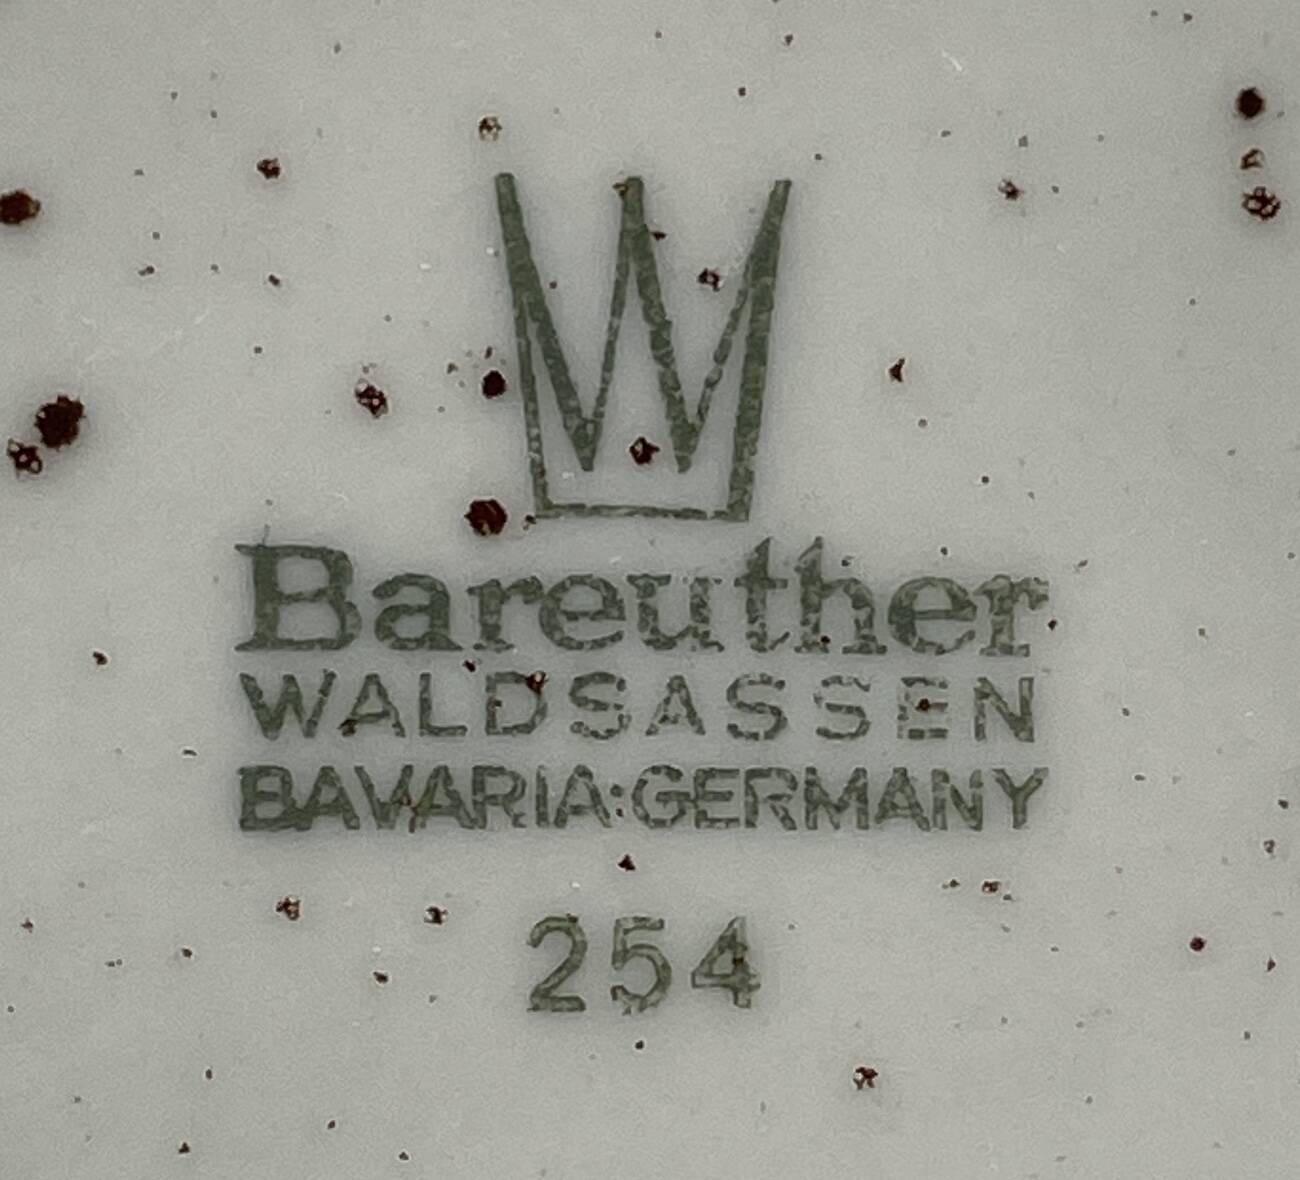 Bareuther
WALDSASSEN
BAVARIA:GERMANY
254